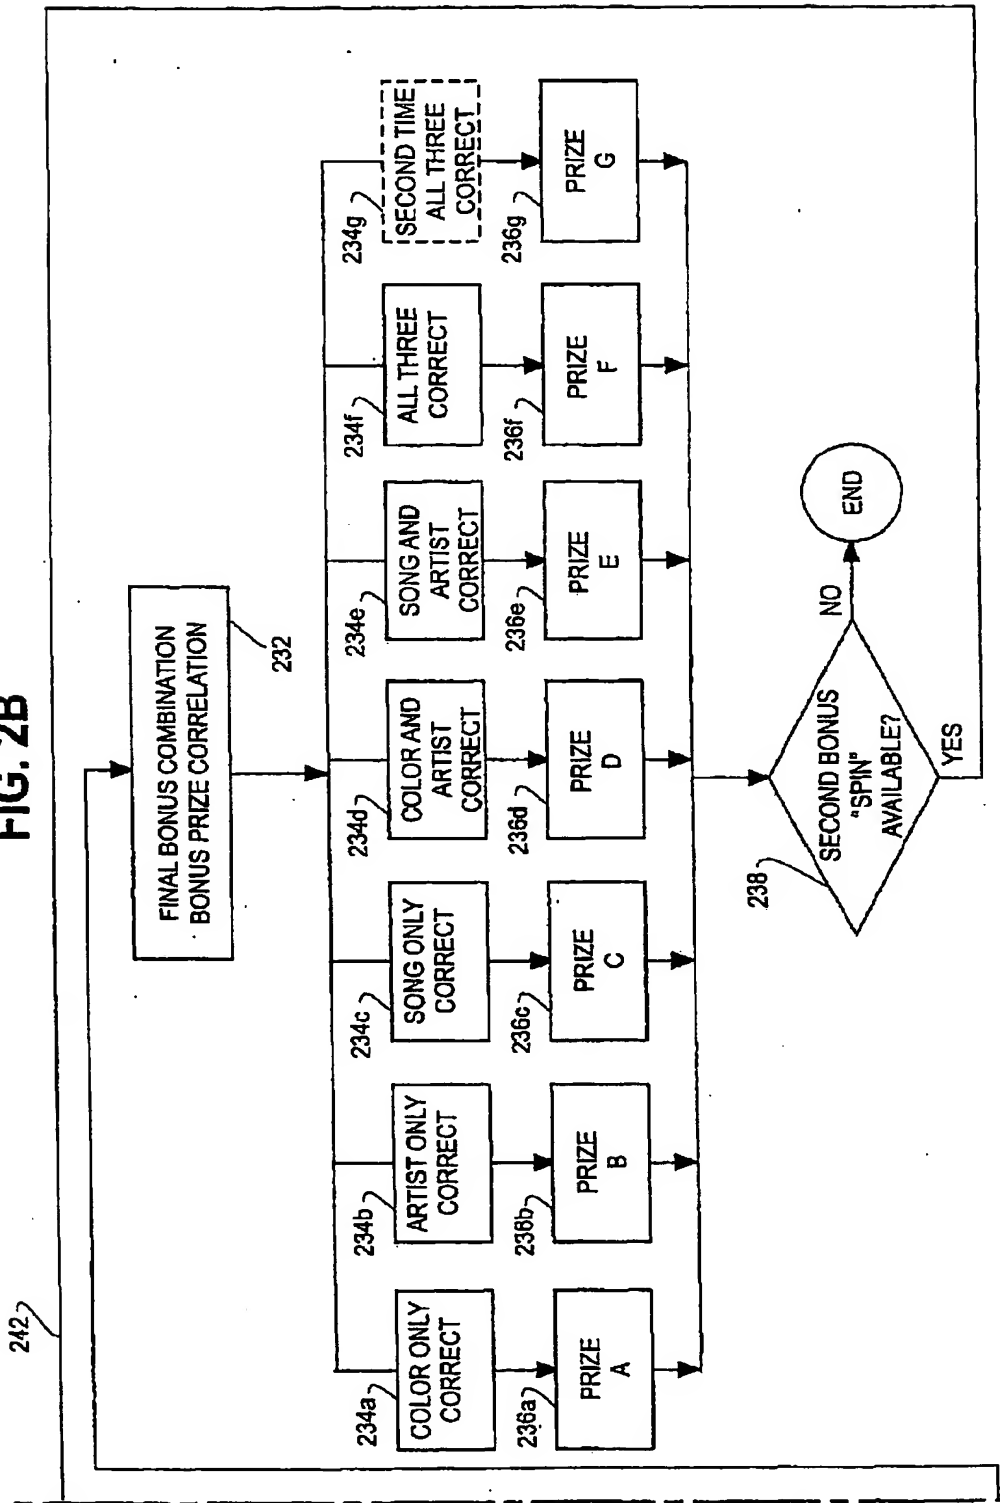 FIG. 2B
242
FINAL BONUS COMBINATION
BONUS PRIZE CORRELATION
232
234a
COLOR ONLY
CORRECT
234b
ARTIST ONLY
CORRECT
234c
SONG ONLY
CORRECT
234d
COLOR AND
ARTIST
CORRECT
234e
SONG AND
ARTIST
CORRECT
234f
ALL THREE
CORRECT
234g
SECOND TIME
ALL THREE
CORRECT
236a
PRIZE
A
236b
PRIZE
B
236c
PRIZE
C
236d
PRIZE
D
236e
PRIZE
E
236f
PRIZE
F
236g
PRIZE
G
238
SECOND BONUS
"SPIN"
AVAILABLE?
NO
END
YES